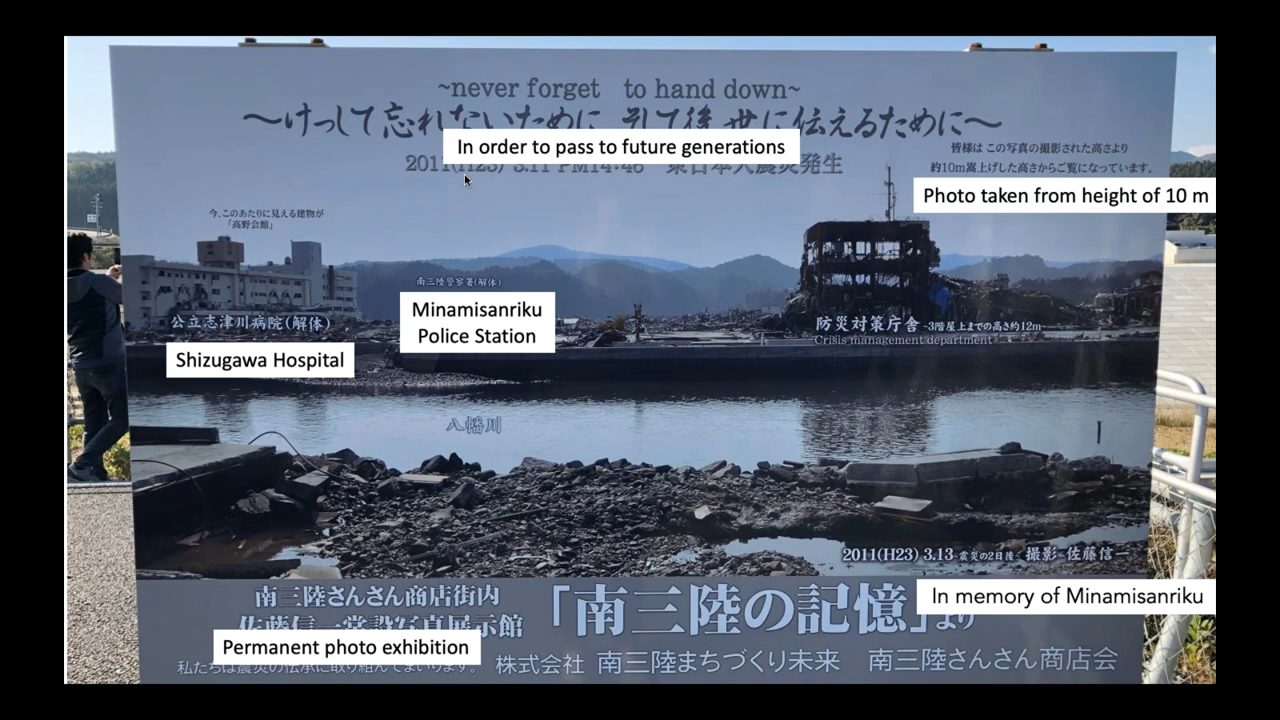 ~never forget to hand down~
~けっして忘れないために そして後世に伝えるために~
In order to pass to future generations
2011(H23) 3.11 PM14:46 東日本大震災発生
皆様は この写真の撮影された高さより
約10m嵩上げした高さからご覧になっています。
Photo taken from height of 10 m
今、このあたりに見える建物が
「高野会館」
南三陸警察署(解体)
Minamisanriku
Police Station
公立志津川病院(解体)
Shizugawa Hospital
防災対策庁舎 -3階屋上までの高さ約12m
Crisis management department
八幡川
2011(H23) 3.13 -震災の2日後- 撮影-佐藤信一
In memory of Minamisanriku
南三陸さんさん商店街内
佐藤信一常設写真展示館
「南三陸の記憶」より
Permanent photo exhibition
私たちは震災の伝承に取り組んでまいります。
株式会社 南三陸まちづくり未来 南三陸さんさん商店会